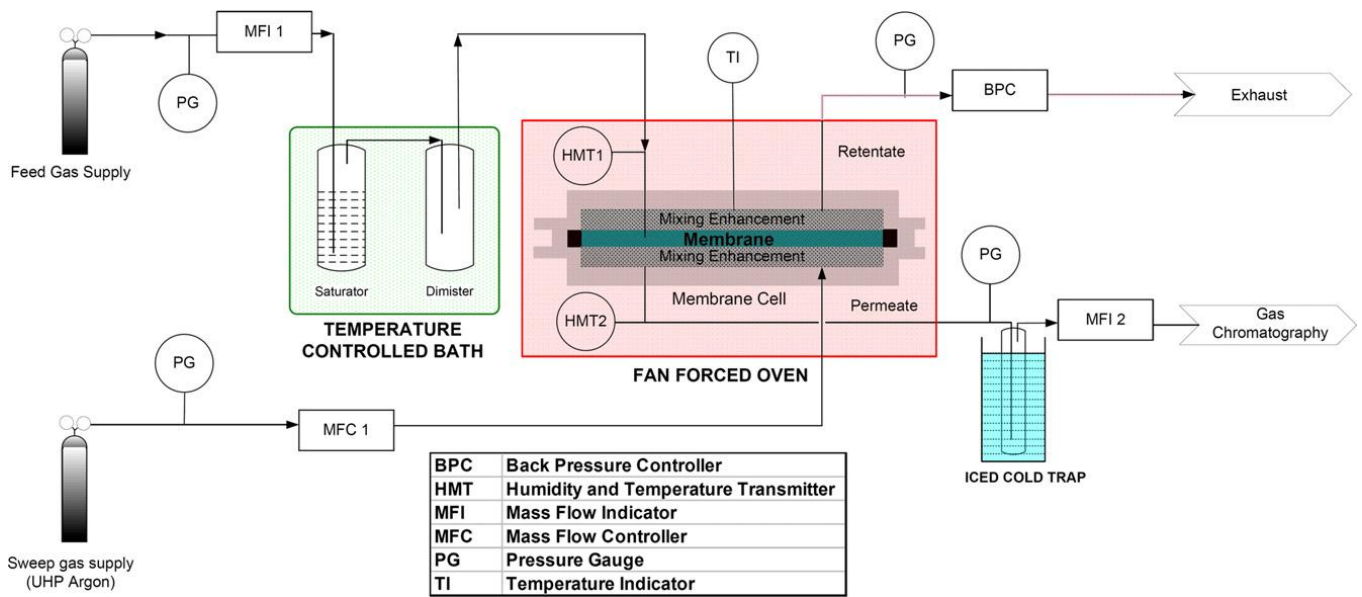 MFI 1
PG
Feed Gas Supply
TI
PG
BPC
Exhaust
HMT1
Retentate
Mixing Enhancement
Membrane
Mixing Enhancement
Saturator
Dimister
Membrane Cell
Permeate
PG
HMT2
MFI 2
Gas
Chromatography
TEMPERATURE
CONTROLLED BATH
FAN FORCED OVEN
PG
MFC 1
ICED COLD TRAP
Sweep gas supply
(UHP Argon)
BPC Back Pressure Controller
HMT Humidity and Temperature Transmitter
MFI Mass Flow Indicator
MFC Mass Flow Controller
PG Pressure Gauge
TI Temperature Indicator